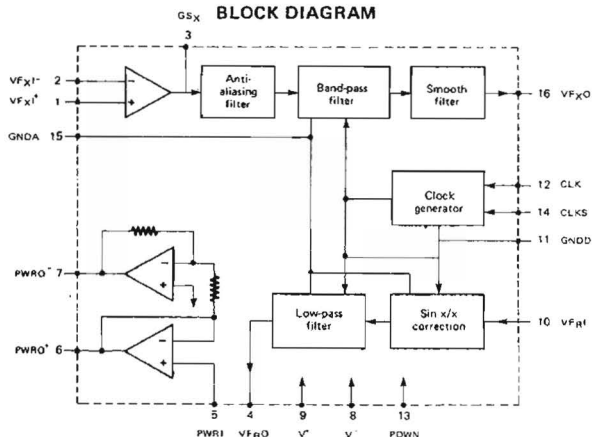 BLOCK DIAGRAM
GSX
3
VFXI- 2
VFXI+ 1
Anti-aliasing filter
Band-pass filter
Smooth filter
16 VFXO
GNDA 15
Clock generator
12 CLK
14 CLKS
11 GNDD
PWRO- 7
PWRO+ 6
Low-pass filter
Sin x/x correction
10 VFRI
5 4 9 8 13
PWRI VFRO V+ V- PDWN